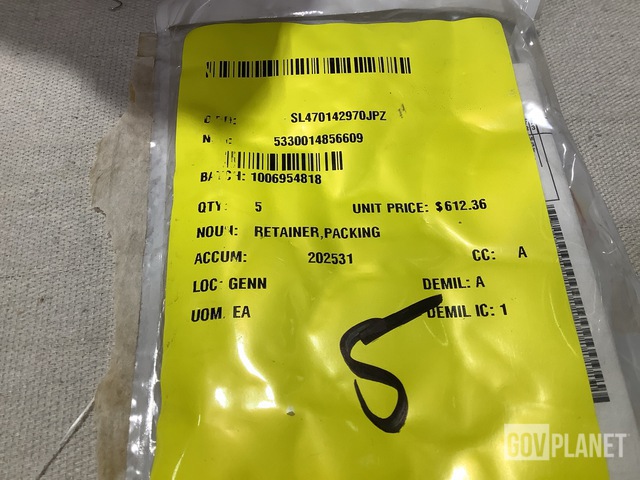 SL470142970JPZ
5330014856609
BATCH: 1006954818
QTY: 5 UNIT PRICE: $612.36
NOUN: RETAINER,PACKING
ACCUM: 202531 CC: A
LOC: GENN DEMIL: A
UOM: EA DEMIL IC: 1
5
GOVPLANET